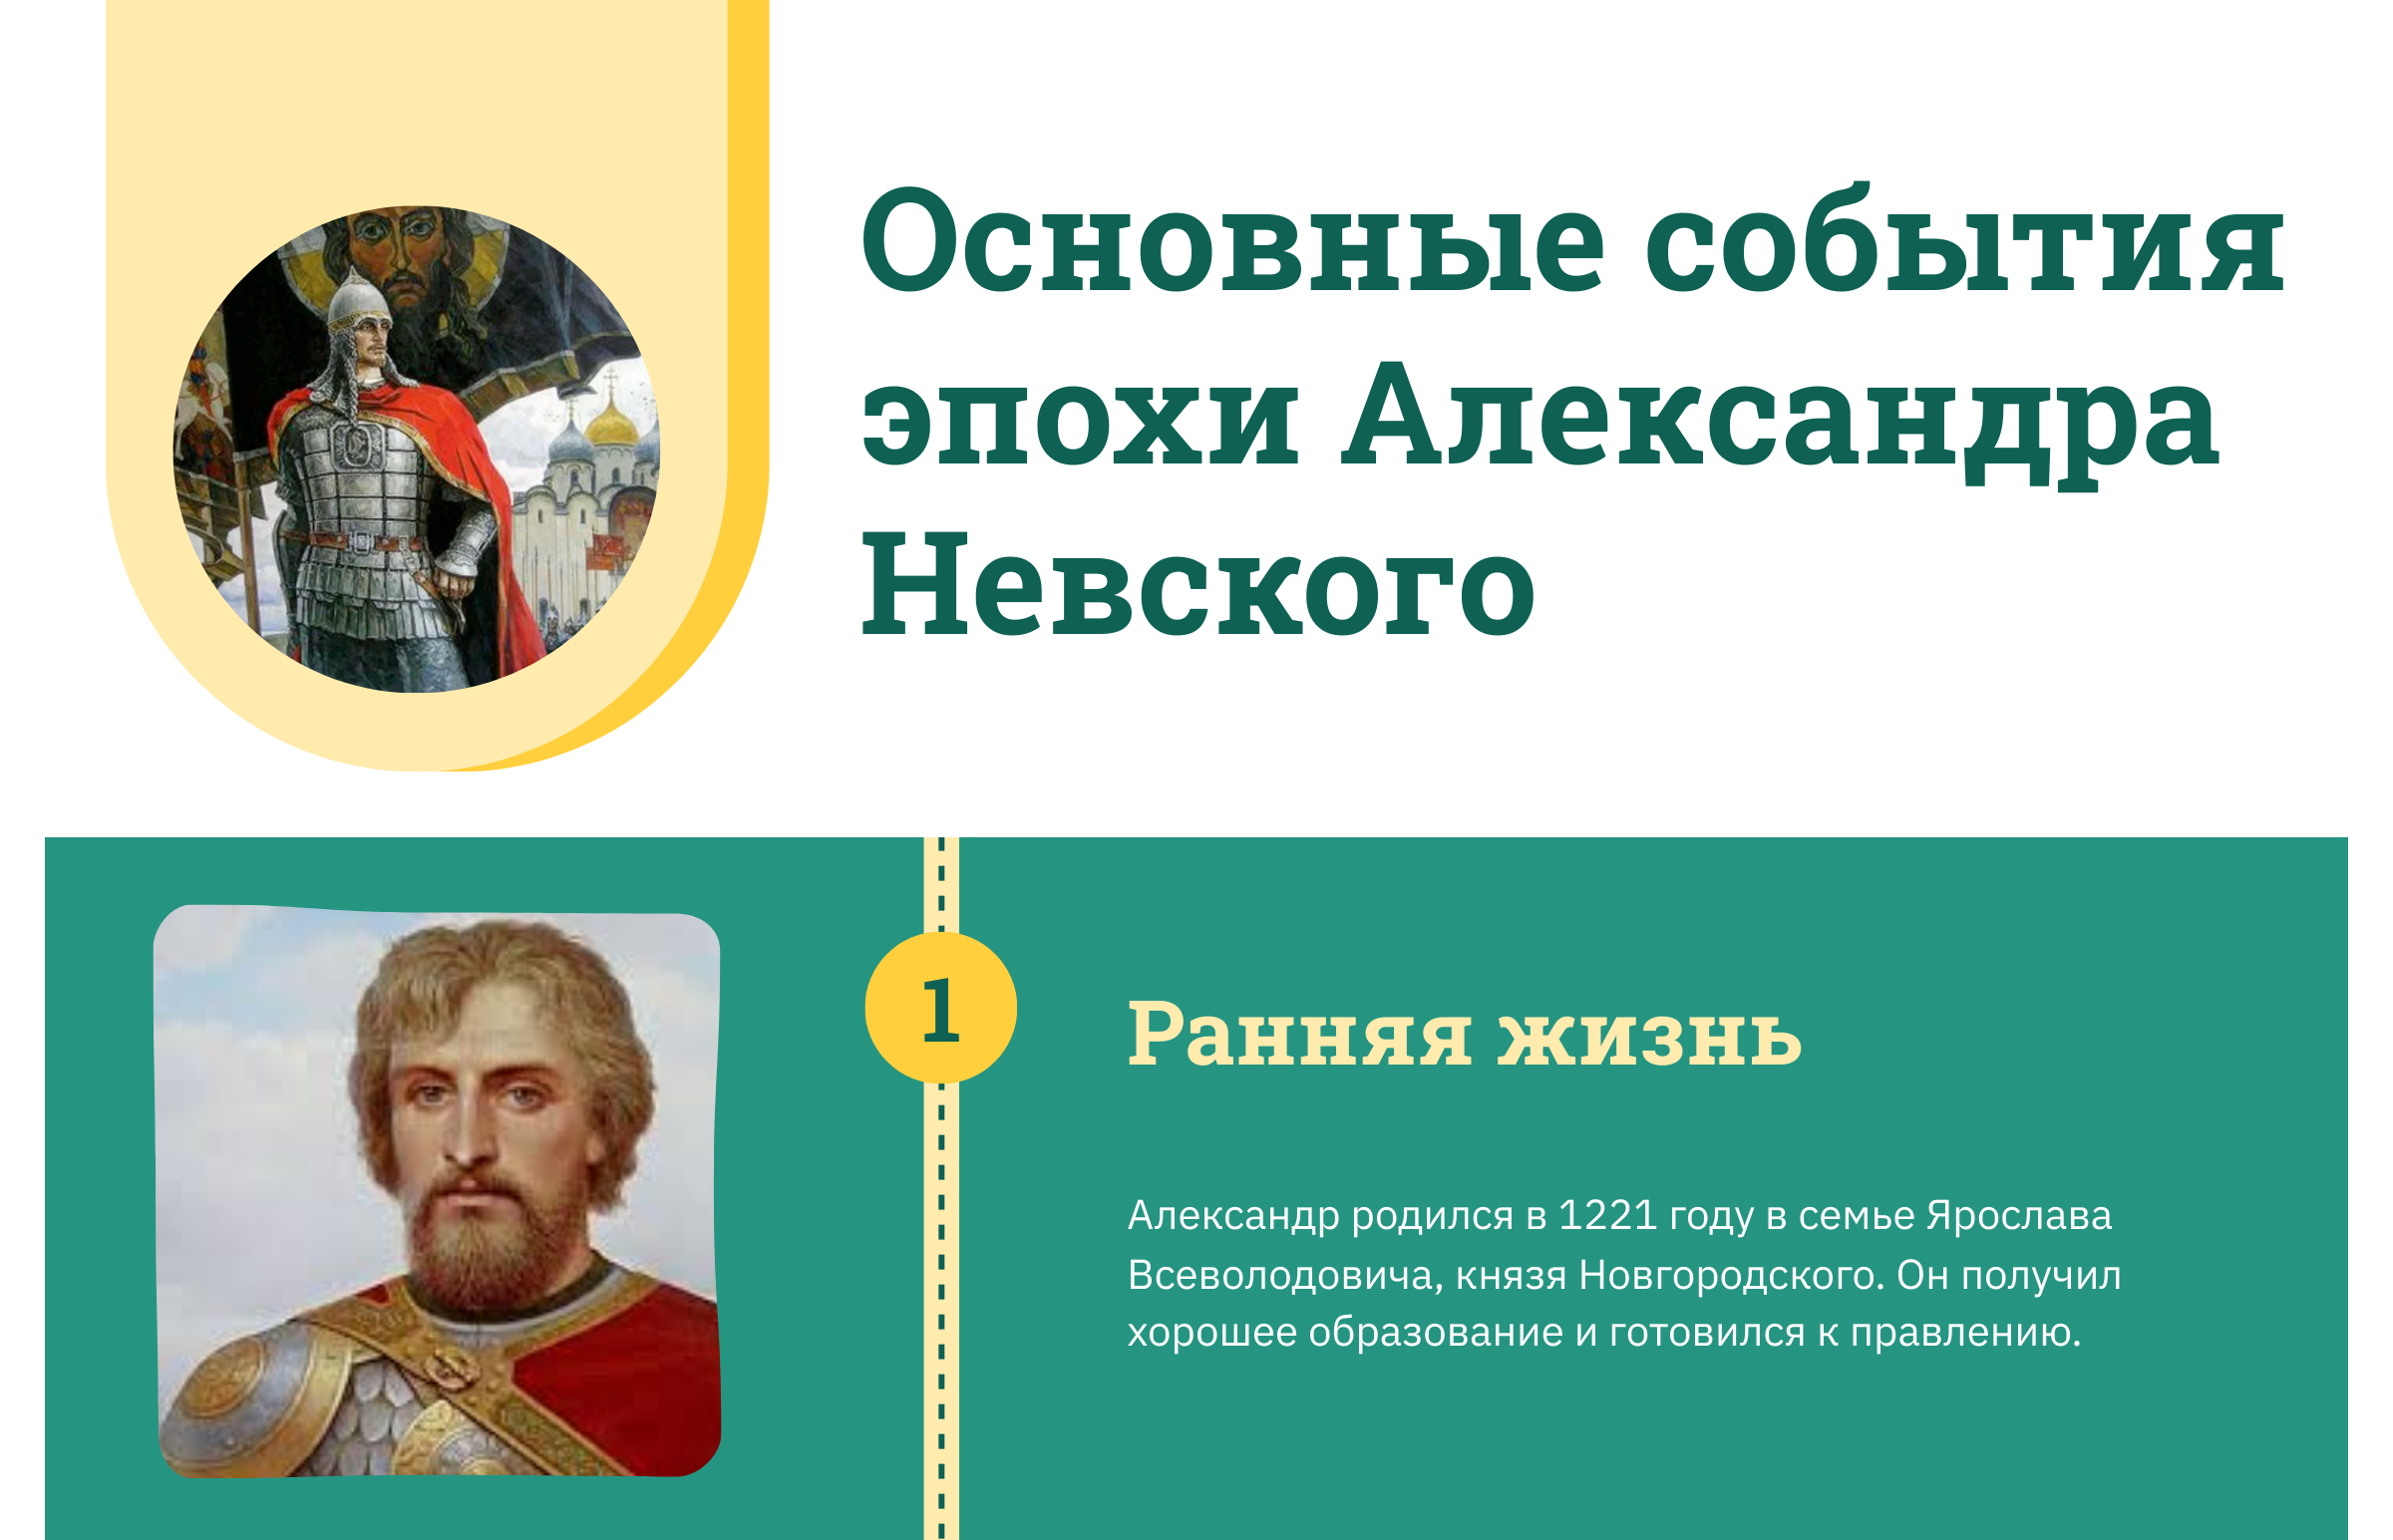 Основные события
эпохи Александра
Невского
1
Ранняя жизнь
Александр родился в 1221 году в семье Ярослава
Всеволодовича, князя Новгородского. Он получил
хорошее образование и готовился к правлению.